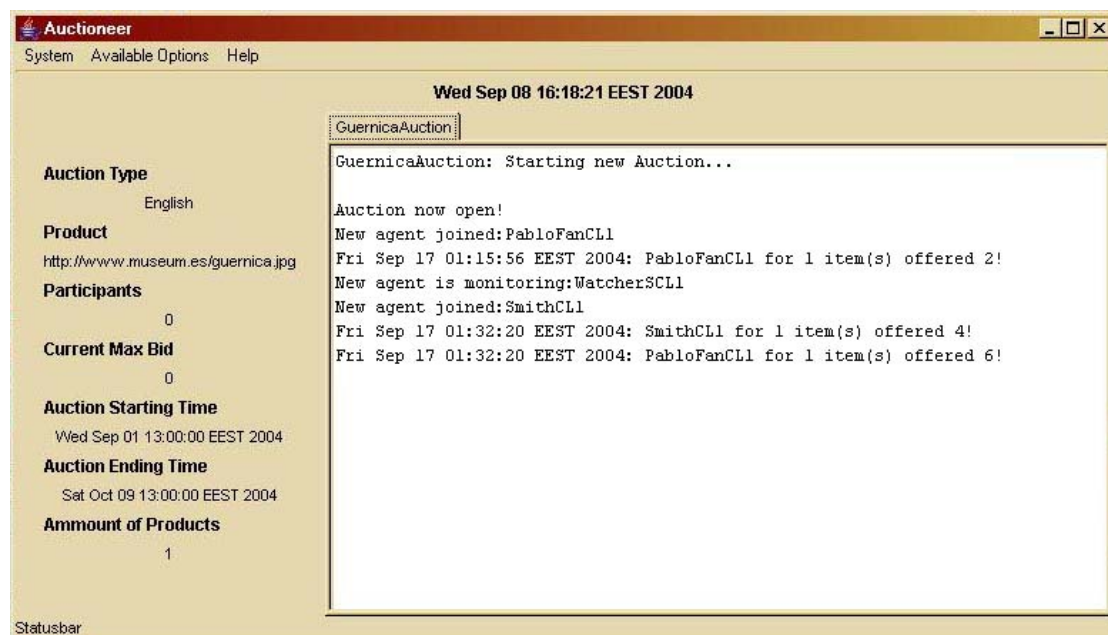 Auctioneer
System Available Options Help
Wed Sep 08 16:18:21 EEST 2004
GuernicaAuction
Auction Type
English
Product
http://www.museum.es/guernica.jpg
Participants
0
Current Max Bid
0
Auction Starting Time
Wed Sep 01 13:00:00 EEST 2004
Auction Ending Time
Sat Oct 09 13:00:00 EEST 2004
Ammount of Products
1
GuernicaAuction: Starting new Auction...
Auction now open!
New agent joined:PabloFanCL1
Fri Sep 17 01:15:56 EEST 2004: PabloFanCL1 for 1 item(s) offered 2!
New agent is monitoring:WatcherSCL1
New agent joined:SmithCL1
Fri Sep 17 01:32:20 EEST 2004: SmithCL1 for 1 item(s) offered 4!
Fri Sep 17 01:32:20 EEST 2004: PabloFanCL1 for 1 item(s) offered 6!
Statusbar